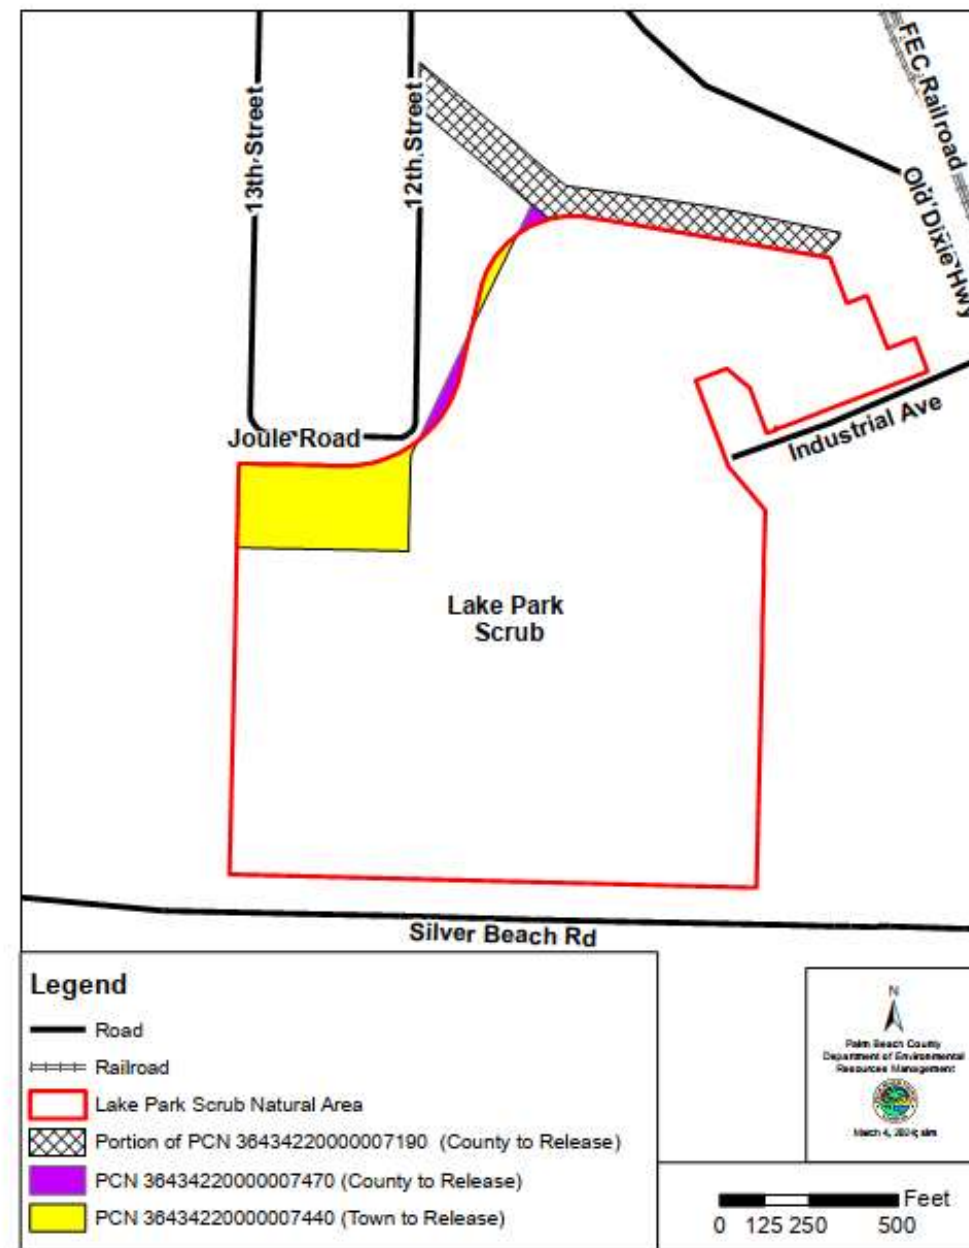 FEC Railroad
13th Street
12th Street
Old Dixie Hwy
Joule Road
Industrial Ave
Lake Park
Scrub
Silver Beach Rd
Legend
Road
Railroad
Lake Park Scrub Natural Area
Portion of PCN 36434220000007190 (County to Release)
PCN 36434220000007470 (County to Release)
PCN 36434220000007440 (Town to Release)
N
Palm Beach County
Department of Environmental
Resources Management
March 4, 2024;
Feet
0 125 250 500